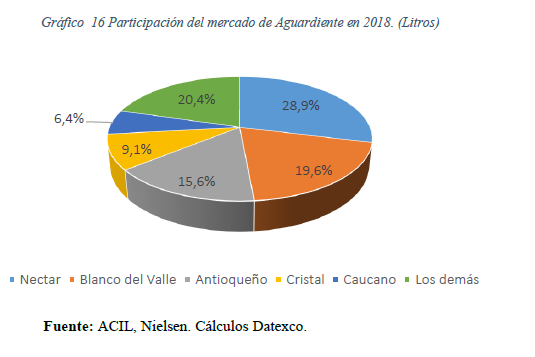 Gráfico  16 Participación del mercado de Aguardiente en 2018. (Litros)
20,4%
28,9%
6,4%
9,1%
19,6%
15,6%
Nectar Blanco del Valle Antioqueño Cristal Caucano Los demás
Fuente: ACIL, Nielsen. Cálculos Datexco.